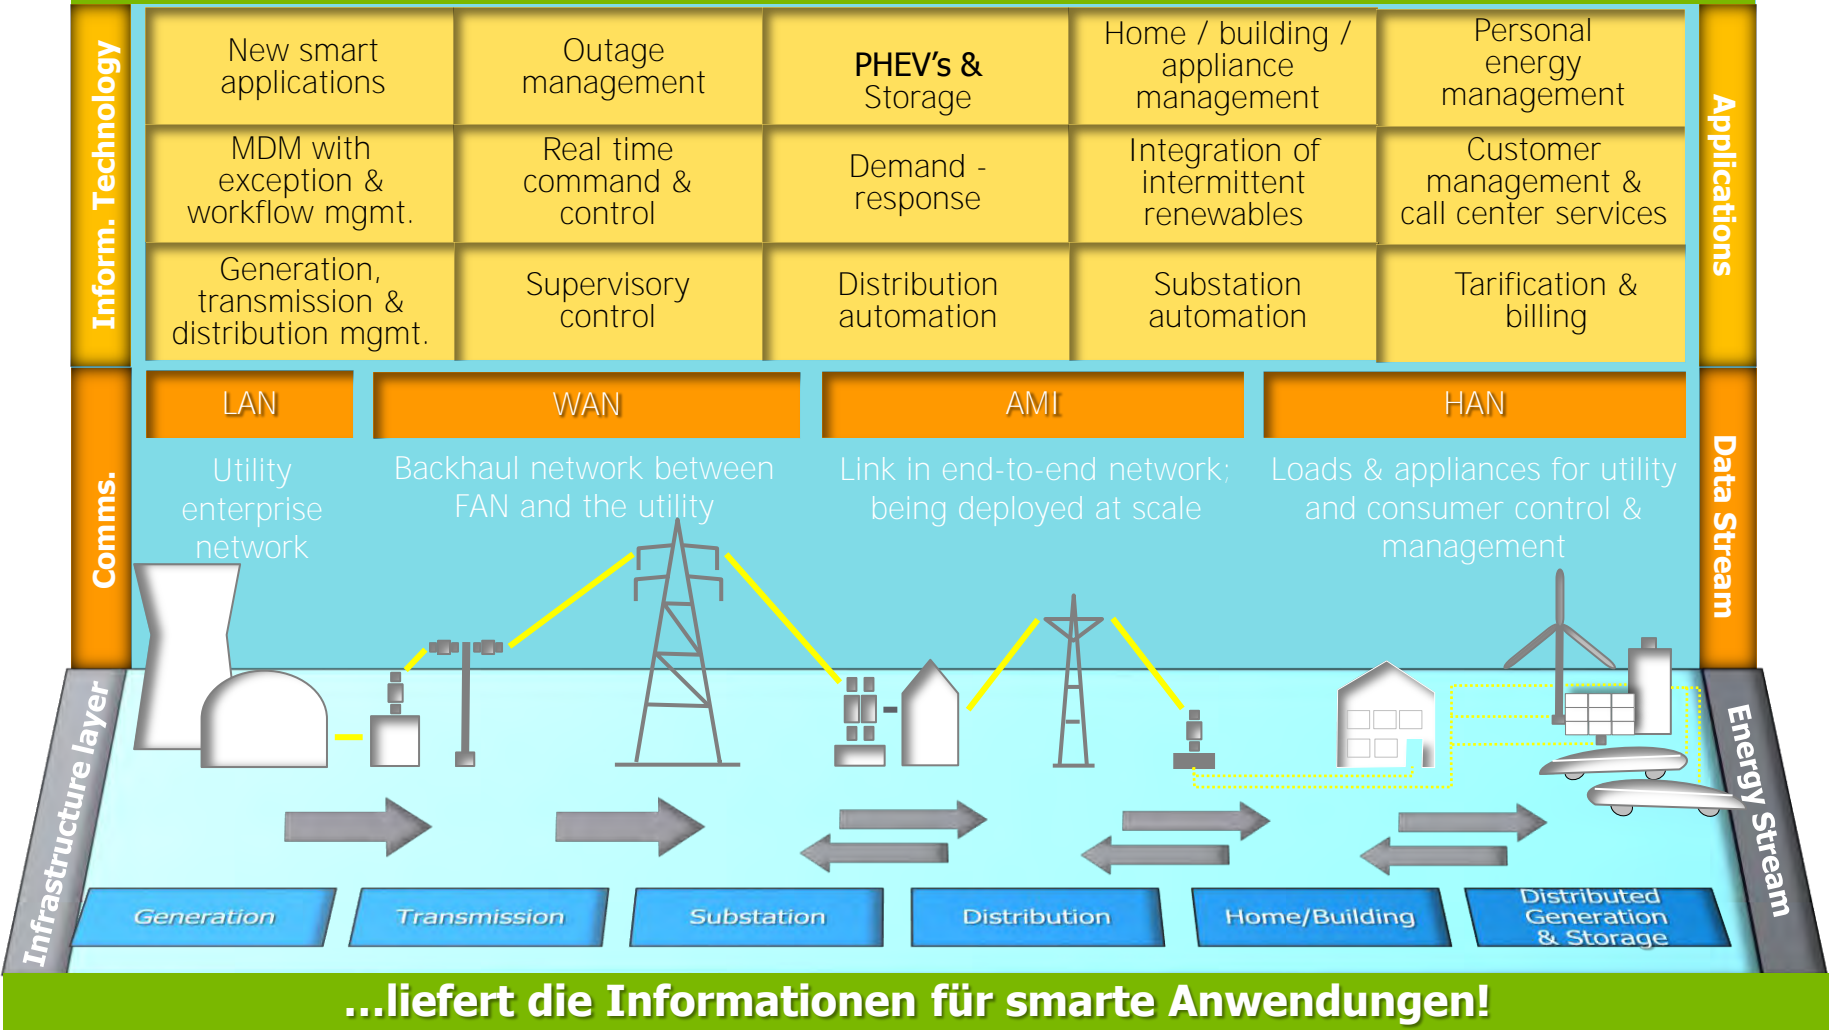 New smart
applications
Outage
management
PHEV's &
Storage
Home / building /
appliance
management
Personal
energy
management
MDM with
exception &
workflow mgmt.
Real time
command &
control
Demand -
response
Integration of
intermittent
renewables
Customer
management &
call center services
Generation,
transmission &
distribution mgmt.
Supervisory
control
Distribution
automation
Substation
automation
Tarification &
billing
Inform. Technology
Applications
LAN
WAN
AMI
HAN
Utility
enterprise
network
Backhaul network between
FAN and the utility
Link in end-to-end network;
being deployed at scale
Loads & appliances for utility
and consumer control &
management
Comms.
Data Stream
Infrastructure layer
Energy Stream
Generation
Transmission
Substation
Distribution
Home/Building
Distributed
Generation
& Storage
...liefert die Informationen für smarte Anwendungen!